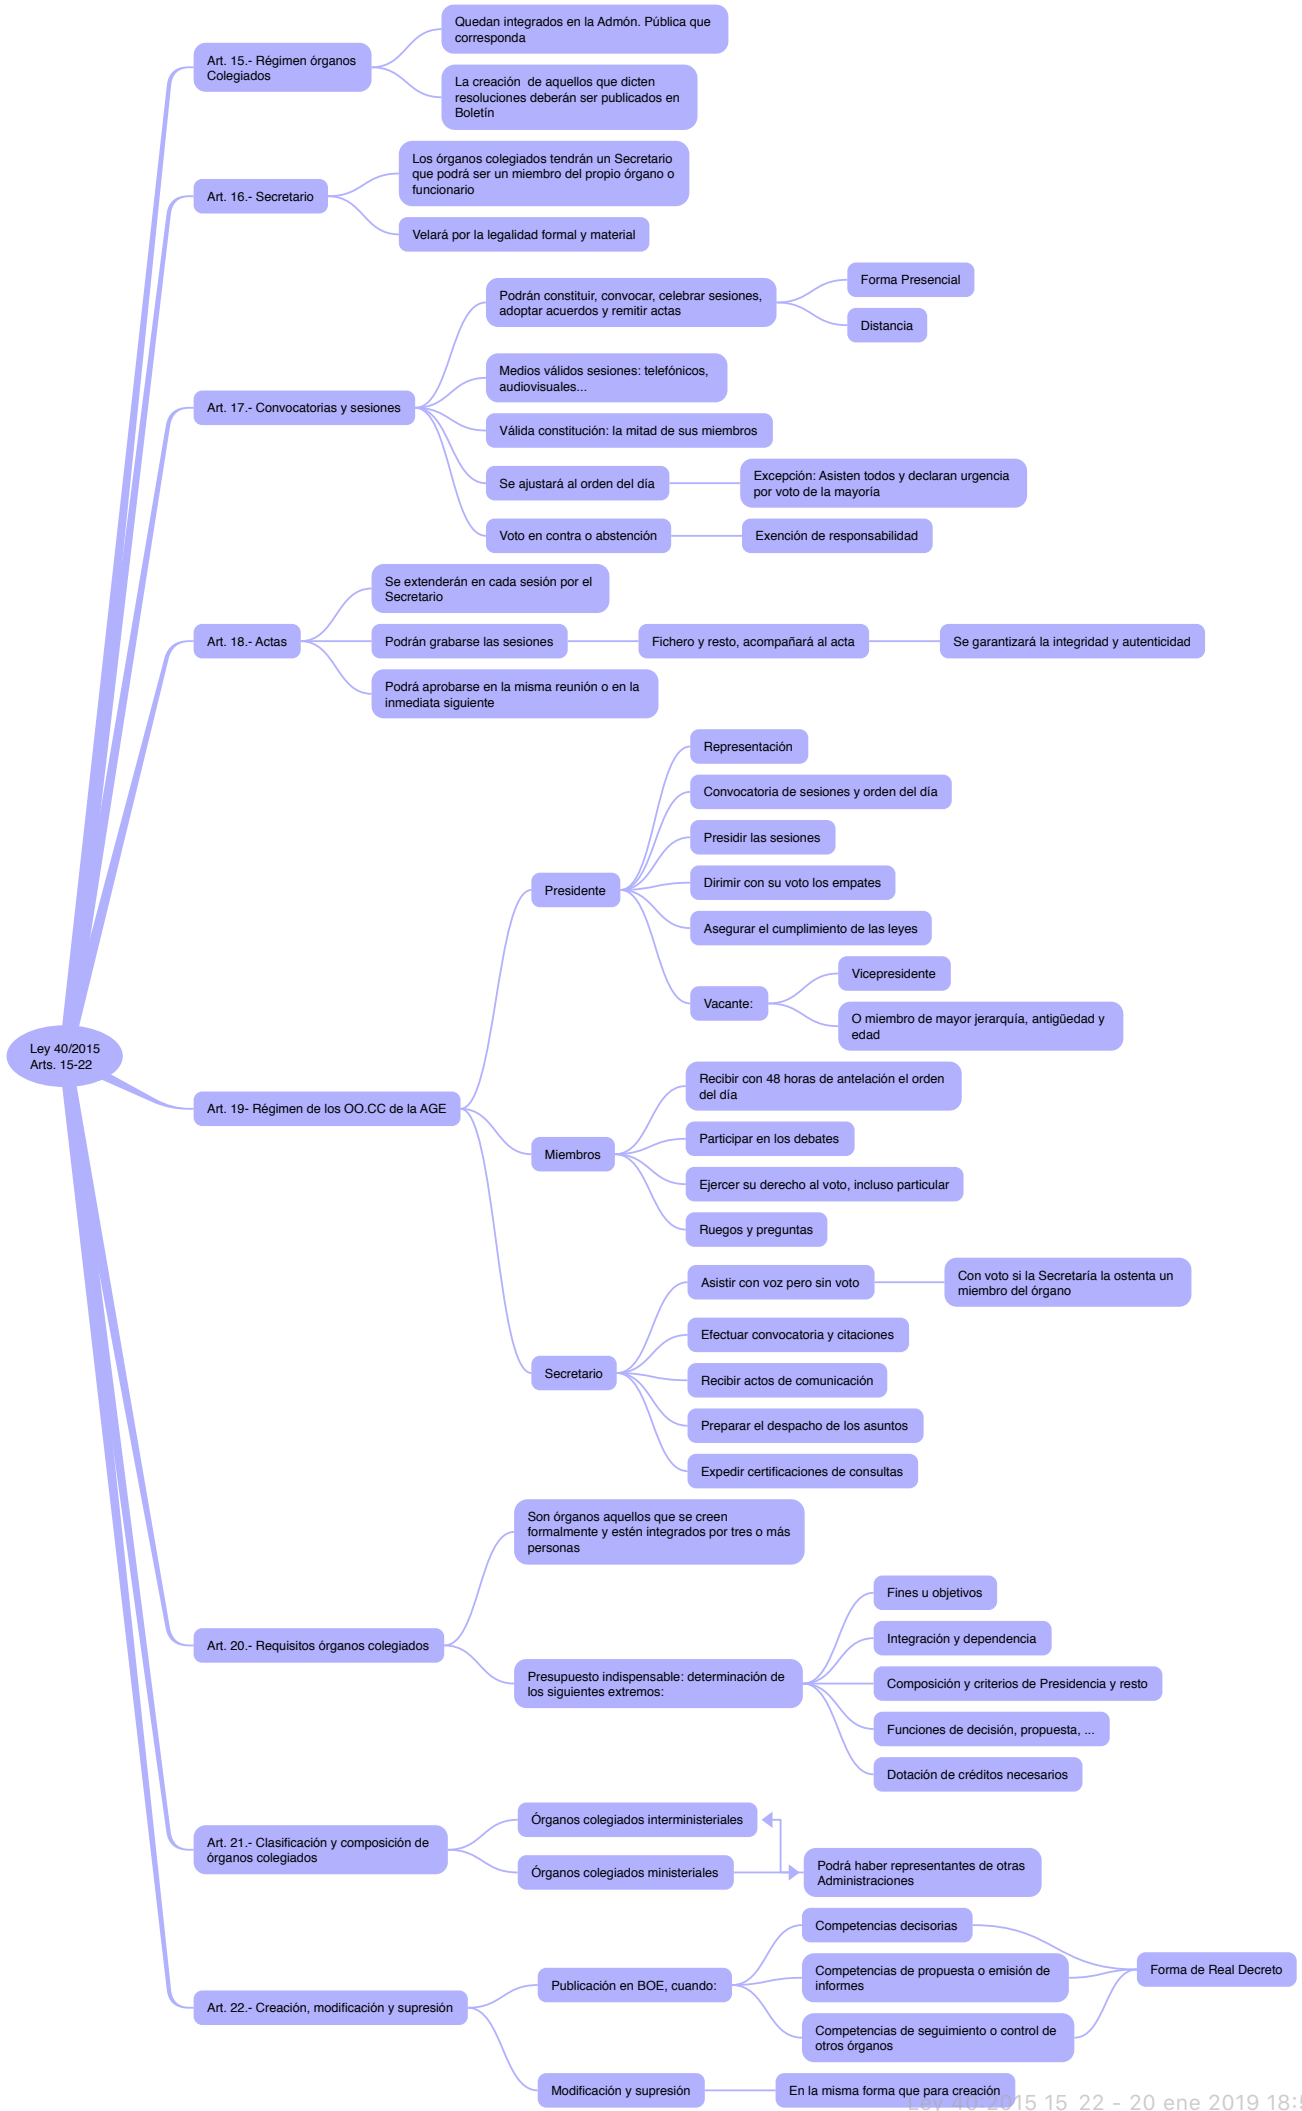 Ley 40/2015
Arts. 15-22
Art. 15.- Régimen órganos
Colegiados
Quedan integrados en la Admón. Pública que
corresponda
La creación  de aquellos que dicten
resoluciones deberán ser publicados en
Boletín
Art. 16.- Secretario
Los órganos colegiados tendrán un Secretario
que podrá ser un miembro del propio órgano o
funcionario
Velará por la legalidad formal y material
Art. 17.- Convocatorias y sesiones
Podrán constituir, convocar, celebrar sesiones,
adoptar acuerdos y remitir actas
Forma Presencial
Distancia
Medios válidos sesiones: telefónicos,
audiovisuales...
Válida constitución: la mitad de sus miembros
Se ajustará al orden del día
Excepción: Asisten todos y declaran urgencia
por voto de la mayoría
Voto en contra o abstención
Exención de responsabilidad
Art. 18.- Actas
Se extenderán en cada sesión por el
Secretario
Podrán grabarse las sesiones
Fichero y resto, acompañará al acta
Se garantizará la integridad y autenticidad
Podrá aprobarse en la misma reunión o en la
inmediata siguiente
Art. 19- Régimen de los OO.CC de la AGE
Presidente
Representación
Convocatoria de sesiones y orden del día
Presidir las sesiones
Dirimir con su voto los empates
Asegurar el cumplimiento de las leyes
Vacante:
Vicepresidente
O miembro de mayor jerarquía, antigüedad y
edad
Miembros
Recibir con 48 horas de antelación el orden
del día
Participar en los debates
Ejercer su derecho al voto, incluso particular
Ruegos y preguntas
Secretario
Asistir con voz pero sin voto
Con voto si la Secretaría la ostenta un
miembro del órgano
Efectuar convocatoria y citaciones
Recibir actos de comunicación
Preparar el despacho de los asuntos
Expedir certificaciones de consultas
Art. 20.- Requisitos órganos colegiados
Son órganos aquellos que se creen
formalmente y estén integrados por tres o más
personas
Presupuesto indispensable: determinación de
los siguientes extremos:
Fines u objetivos
Integración y dependencia
Composición y criterios de Presidencia y resto
Funciones de decisión, propuesta, ...
Dotación de créditos necesarios
Art. 21.- Clasificación y composición de
órganos colegiados
Órganos colegiados interministeriales
Órganos colegiados ministeriales
Podrá haber representantes de otras
Administraciones
Art. 22.- Creación, modificación y supresión
Publicación en BOE, cuando:
Competencias decisorias
Competencias de propuesta o emisión de
informes
Competencias de seguimiento o control de
otros órganos
Forma de Real Decreto
Modificación y supresión
En la misma forma que para creación
Ley 40:2015 15 22 - 20 ene 2019 18:5